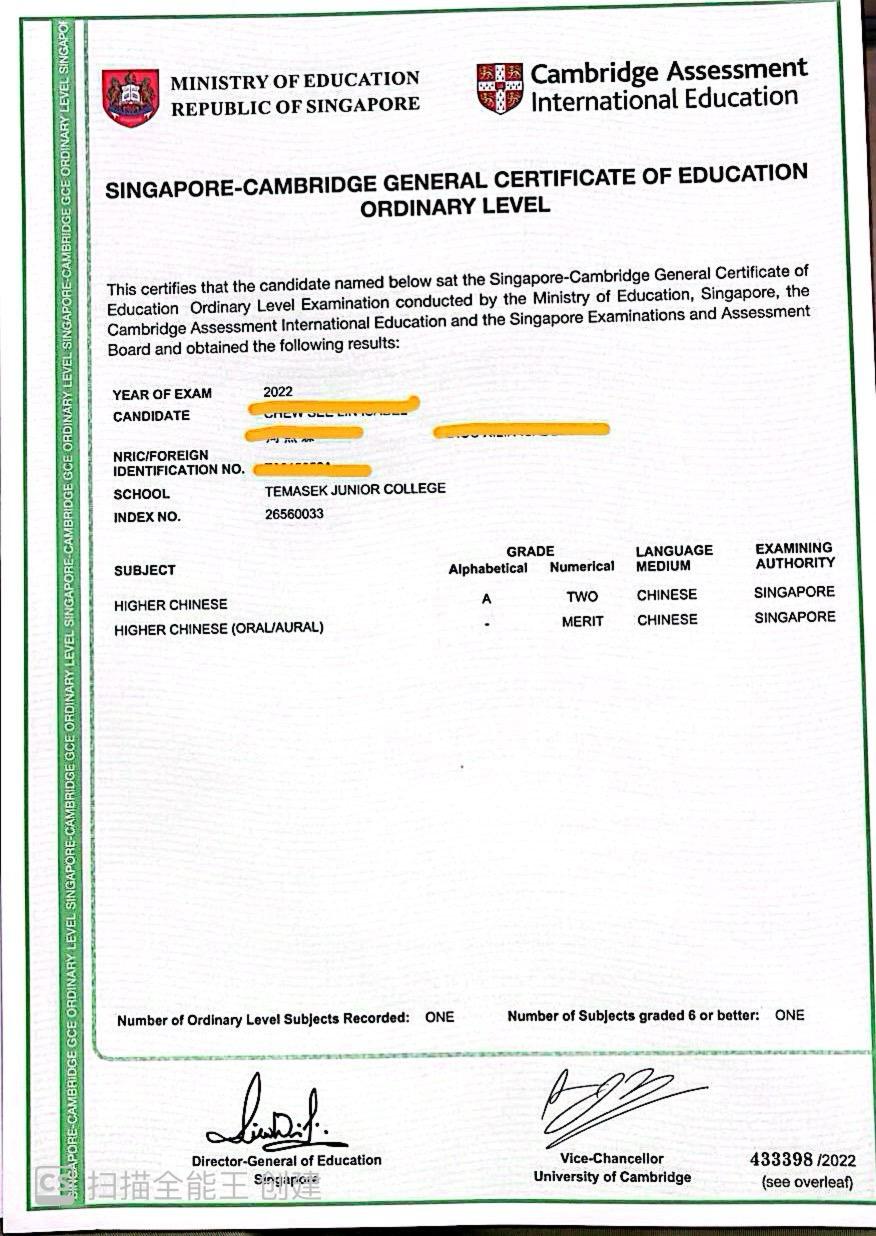 MINISTRY OF EDUCATION
REPUBLIC OF SINGAPORE
Cambridge Assessment
International Education
SINGAPORE-CAMBRIDGE GENERAL CERTIFICATE OF EDUCATION
ORDINARY LEVEL
This certifies that the candidate named below sat the Singapore-Cambridge General Certificate of
Education Ordinary Level Examination conducted by the Ministry of Education, Singapore, the
Cambridge Assessment International Education and the Singapore Examinations and Assessment
Board and obtained the following results:
YEAR OF EXAM 2022
CANDIDATE
NRIC/FOREIGN
IDENTIFICATION NO.
SCHOOL TEMASEK JUNIOR COLLEGE
INDEX NO. 26560033
GRADE LANGUAGE EXAMINING
SUBJECT Alphabetical Numerical MEDIUM AUTHORITY
HIGHER CHINESE A TWO CHINESE SINGAPORE
HIGHER CHINESE (ORAL/AURAL) - MERIT CHINESE SINGAPORE
Number of Ordinary Level Subjects Recorded: ONE Number of Subjects graded 6 or better: ONE
Director-General of Education
Singapore
Vice-Chancellor
University of Cambridge
433398 /2022
(see overleaf)
CS 扫描全能王 创建
SINGAPORE-CAMBRIDGE GCE ORDINARY LEVEL SINGAPORE-CAMBRIDGE GCE ORDINARY LEVEL SINGAPORE-CAMBRIDGE GCE ORDINARY LEVEL SINGAPORE-CAMBRIDGE GCE ORDINARY LEVEL SINGAPORE-CAMBRIDGE GCE ORDINARY LEVEL